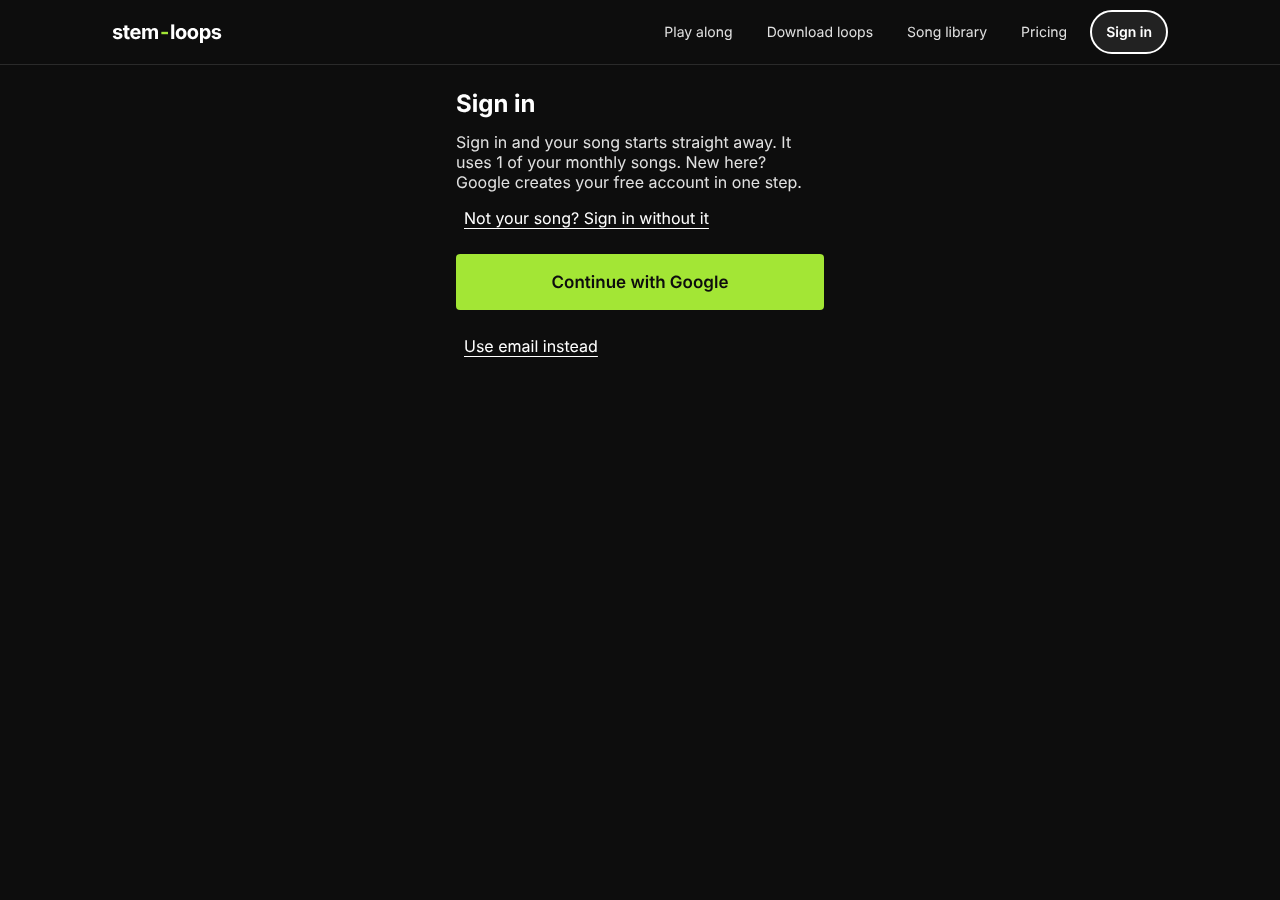 stem-loops
Play along
Download loops
Song library
Pricing
Sign in
Sign in
Sign in and your song starts straight away. It
uses 1 of your monthly songs. New here?
Google creates your free account in one step.
Not your song? Sign in without it
Continue with Google
Use email instead